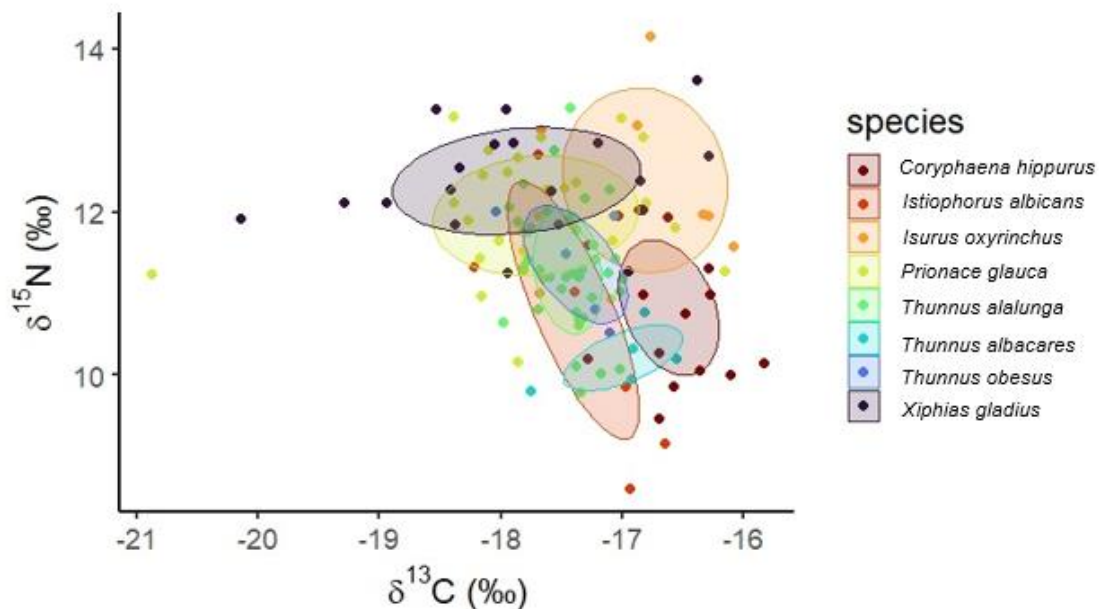 14
12
10
δ15N (‰)
-21 -20 -19 -18 -17 -16
δ13C (‰)
species
Coryphaena hippurus
Istiophorus albicans
Isurus oxyrinchus
Prionace glauca
Thunnus alalunga
Thunnus albacares
Thunnus obesus
Xiphias gladius